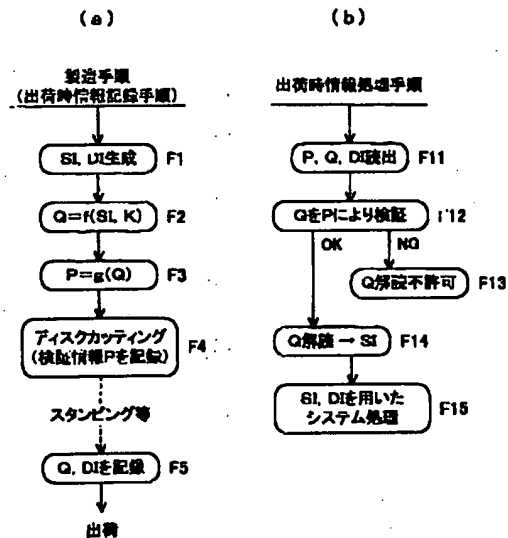 (a)
製造手順
(出荷時情報記録手順)
SI, DI生成 F1
Q=f(SI, K) F2
P=g(Q) F3
ディスクカッティング
(検証情報Pを記録) F4
スタンピング等
Q, DIを記録 F5
出荷
(b)
出荷時情報処理手順
P, Q, DI読出 F11
QをPにより検証 F12
OK NG
Q解読不許可 F13
Q解読 → SI F14
SI, DIを用いた
システム処理 F15